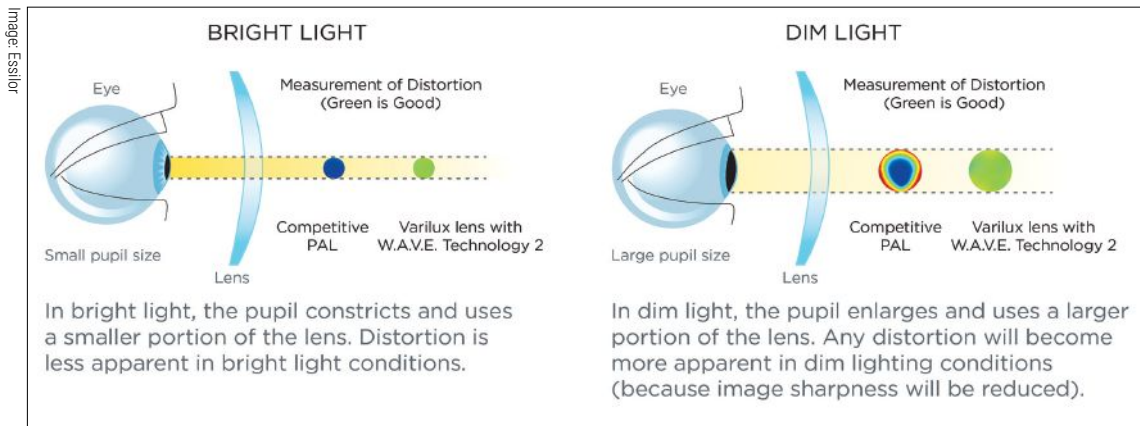 Image: Essilor
BRIGHT LIGHT
Eye
Measurement of Distortion
(Green is Good)
Competitive
PAL
Varilux lens with
W.A.V.E. Technology 2
Small pupil size
Lens
In bright light, the pupil constricts and uses
a smaller portion of the lens. Distortion is
less apparent in bright light conditions.
DIM LIGHT
Eye
Measurement of Distortion
(Green is Good)
Competitive
PAL
Varilux lens with
W.A.V.E. Technology 2
Large pupil size
Lens
In dim light, the pupil enlarges and uses a larger
portion of the lens. Any distortion will become
more apparent in dim lighting conditions
(because image sharpness will be reduced).